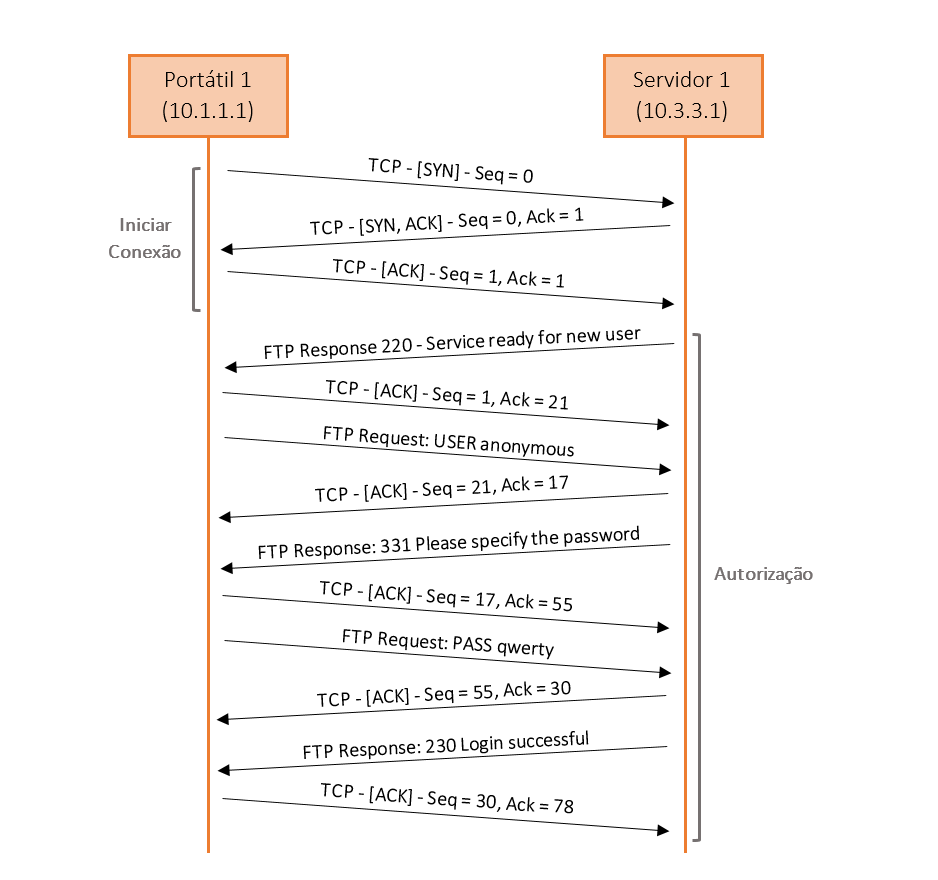 Portátil 1
(10.1.1.1)
Servidor 1
(10.3.3.1)
TCP - [SYN] - Seq = 0
TCP - [SYN, ACK] - Seq = 0, Ack = 1
Iniciar
Conexão
TCP - [ACK] - Seq = 1, Ack = 1
FTP Response 220 - Service ready for new user
TCP - [ACK] - Seq = 1, Ack = 21
FTP Request: USER anonymous
TCP - [ACK] - Seq = 21, Ack = 17
FTP Response: 331 Please specify the password
Autorização
TCP - [ACK] - Seq = 17, Ack = 55
FTP Request: PASS qwerty
TCP - [ACK] - Seq = 55, Ack = 30
FTP Response: 230 Login successful
TCP - [ACK] - Seq = 30, Ack = 78